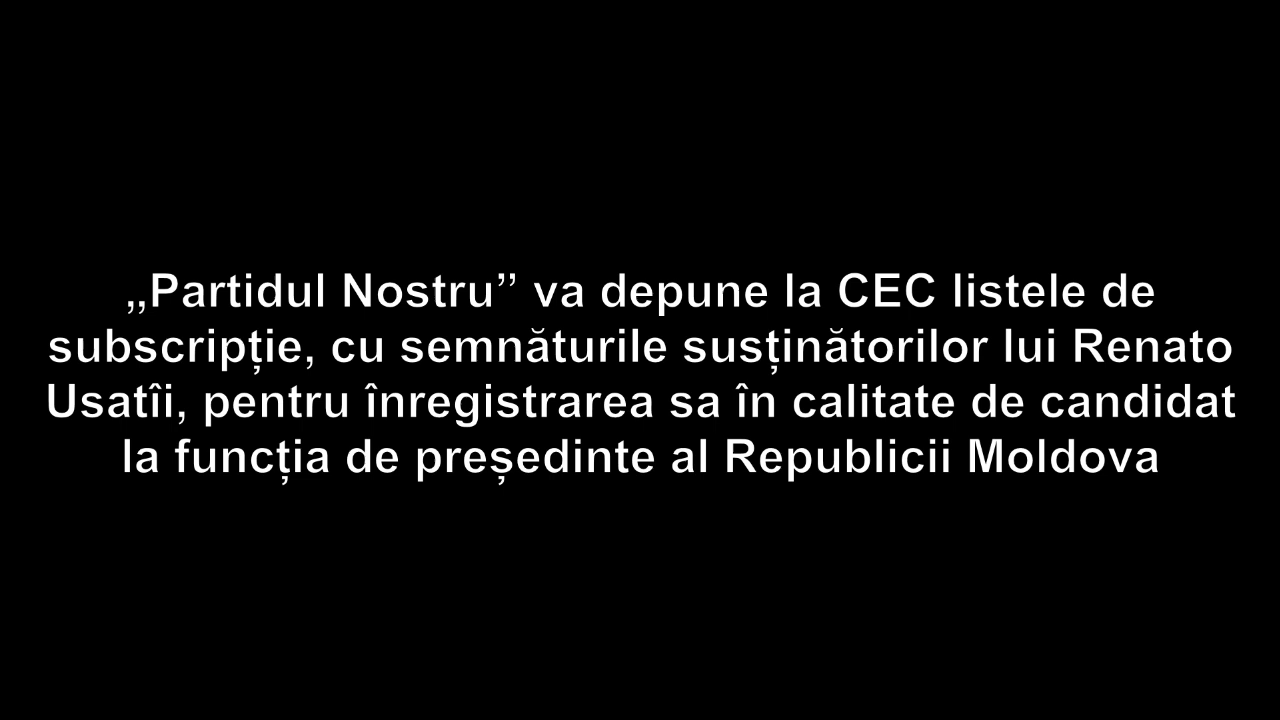 „Partidul Nostru” va depune la CEC listele de
subscripție, cu semnăturile susținătorilor lui Renato
Usatîi, pentru înregistrarea sa în calitate de candidat
la funcția de președinte al Republicii Moldova